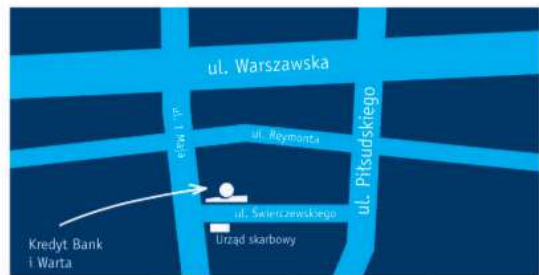 ul. Warszawska
ul. 1 Maja
ul. Reymonta
ul. Piłsudskiego
ul. Świerczewskiego
Urząd skarbowy
Kredyt Bank
i Warta